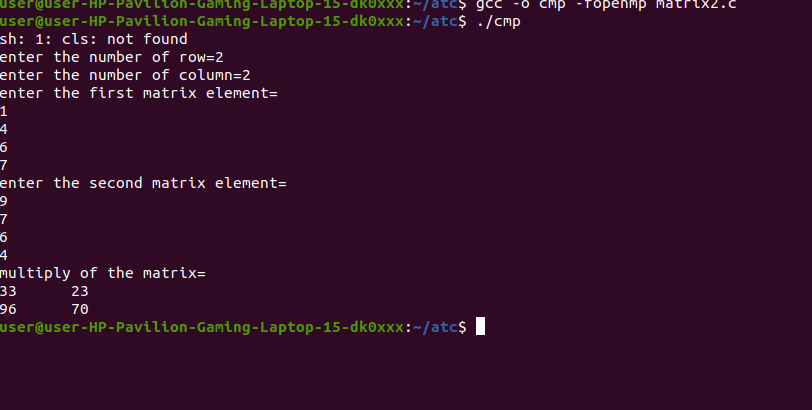 user@user-HP-Pavilion-Gaming-Laptop-15-dk0xxx:~/atc$ gcc -o cmp -fopenmp matrix2.c
user@user-HP-Pavilion-Gaming-Laptop-15-dk0xxx:~/atc$ ./cmp
sh: 1: cls: not found
enter the number of row=2
enter the number of column=2
enter the first matrix element=
1
4
6
7
enter the second matrix element=
9
7
6
4
multiply of the matrix=
33 23
96 70
user@user-HP-Pavilion-Gaming-Laptop-15-dk0xxx:~/atc$